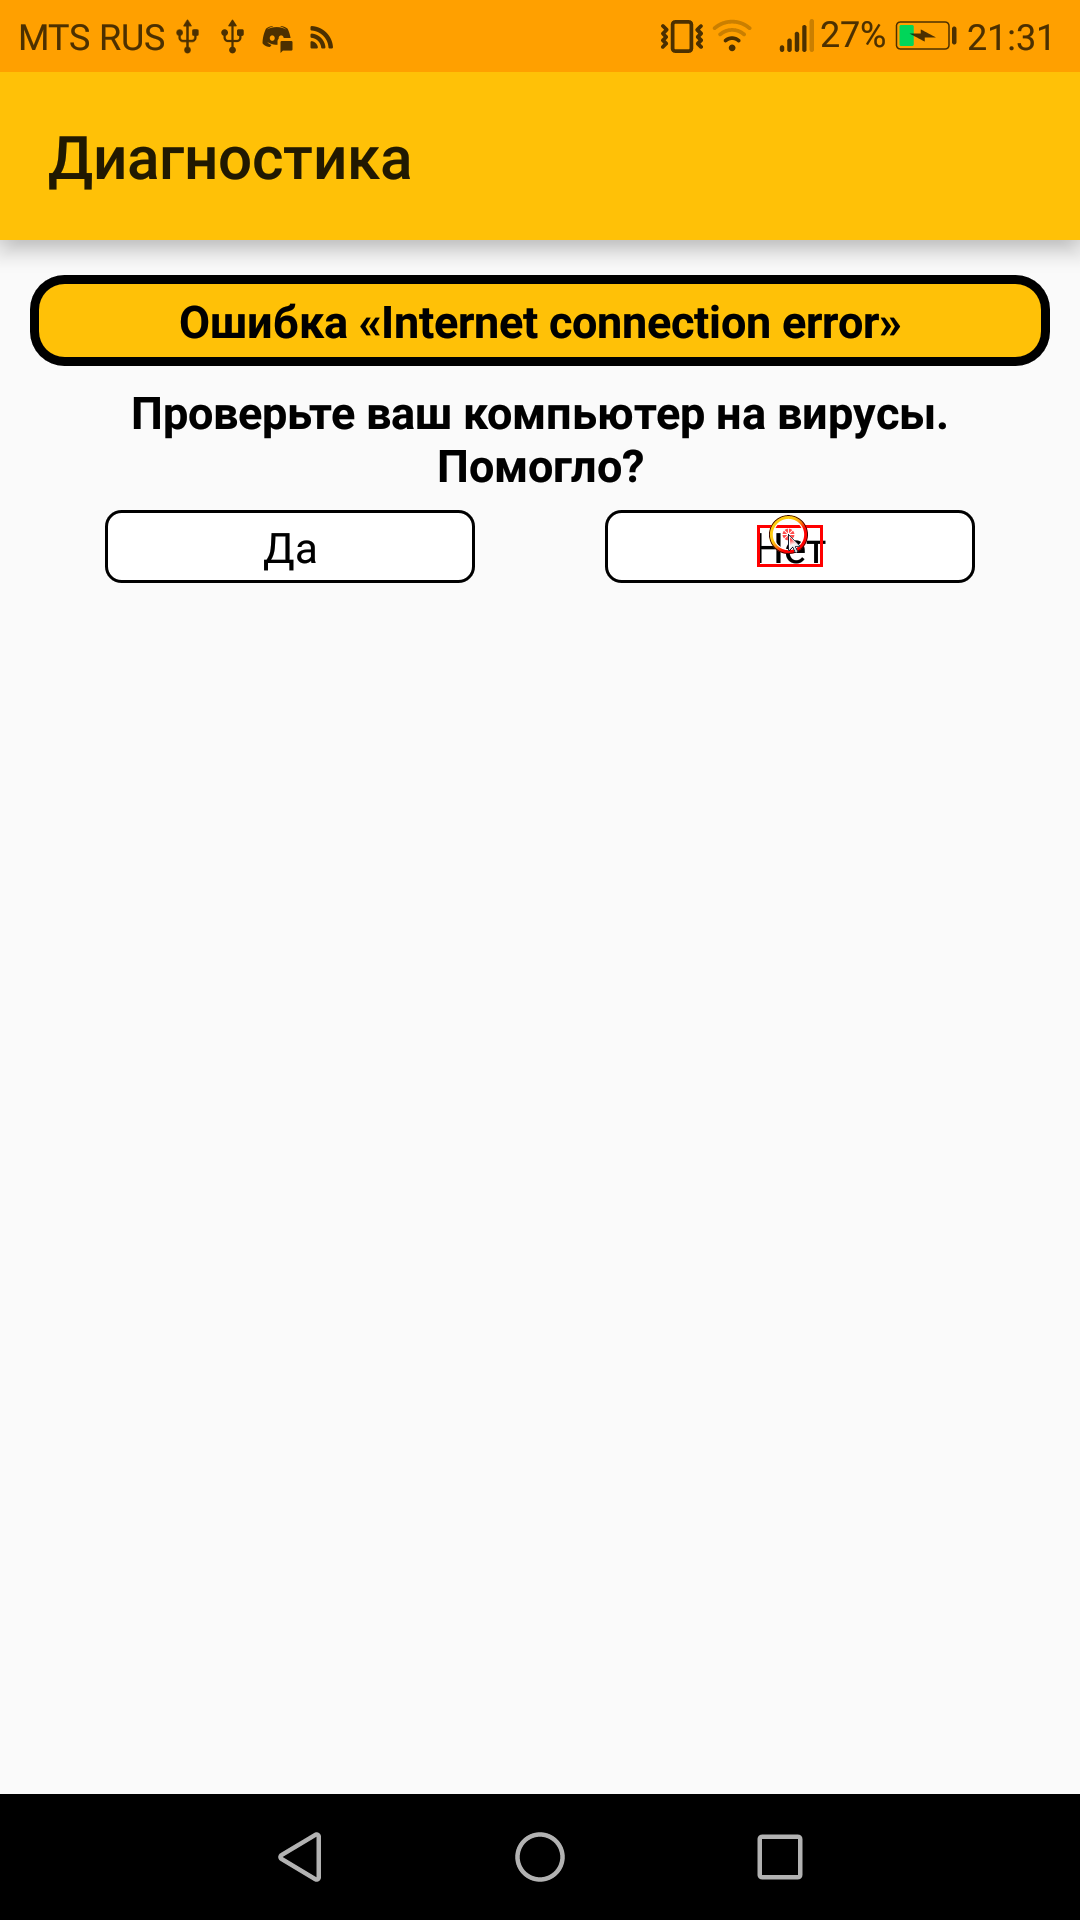 MTS RUS 27% 21:31
Диагностика
Ошибка «Internet connection error»
Проверьте ваш компьютер на вирусы.
Помогло?
Да Нет